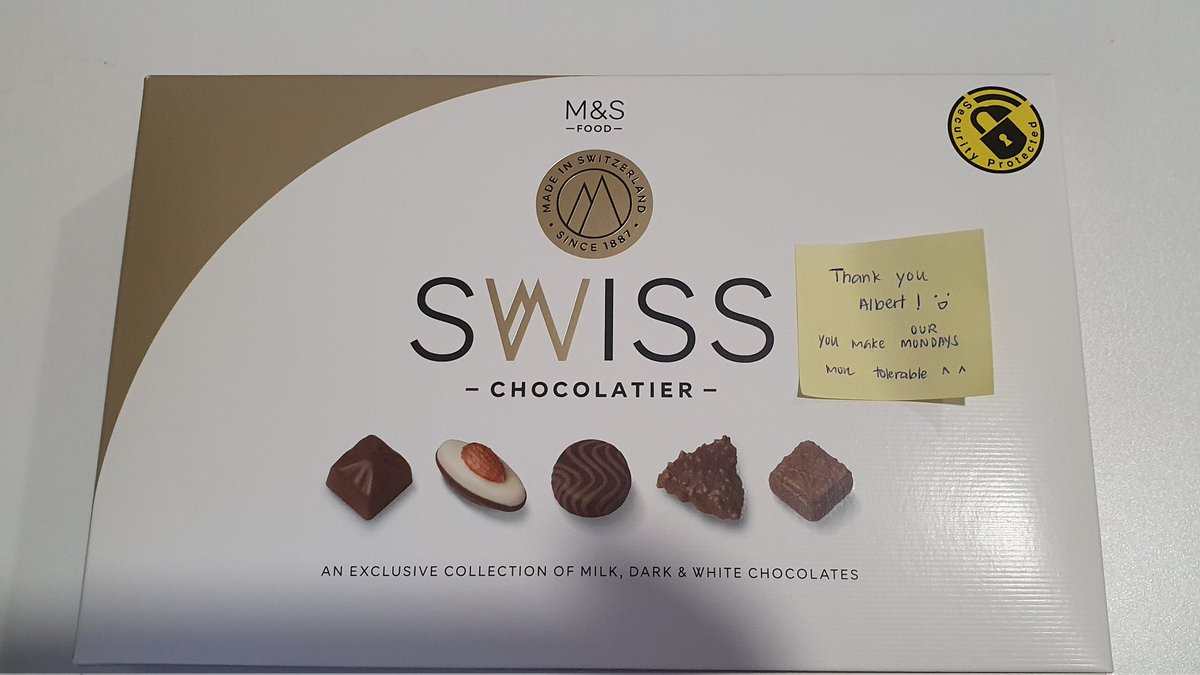 M&S
—FOOD—
MADE IN SWITZERLAND
• SINCE 1887 •
SWISS
– CHOCOLATIER –
Security Protected
Thank you
Albert !
OUR
you make MONDAYS
more tolerable ^ ^
AN EXCLUSIVE COLLECTION OF MILK, DARK & WHITE CHOCOLATES